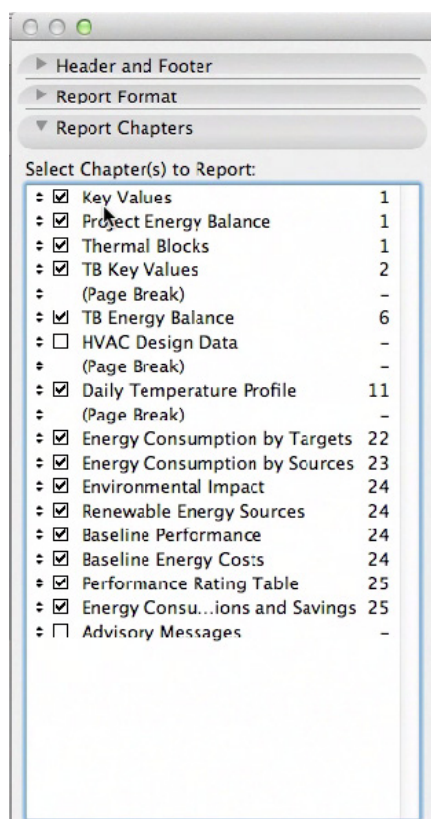 Header and Footer
Report Format
Report Chapters
Select Chapter(s) to Report:
Key Values 1
Project Energy Balance 1
Thermal Blocks 1
TB Key Values 2
(Page Break) –
TB Energy Balance 6
HVAC Design Data –
(Page Break) –
Daily Temperature Profile 11
(Page Break) –
Energy Consumption by Targets 22
Energy Consumption by Sources 23
Environmental Impact 24
Renewable Energy Sources 24
Baseline Performance 24
Baseline Energy Costs 24
Performance Rating Table 25
Energy Consu...ions and Savings 25
Advisory Messages –